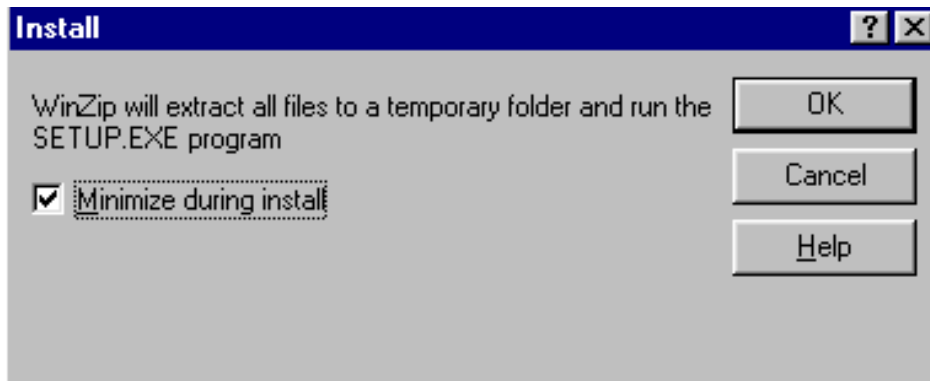 Install
WinZip will extract all files to a temporary folder and run the
SETUP.EXE program
Minimize during install
OK
Cancel
Help